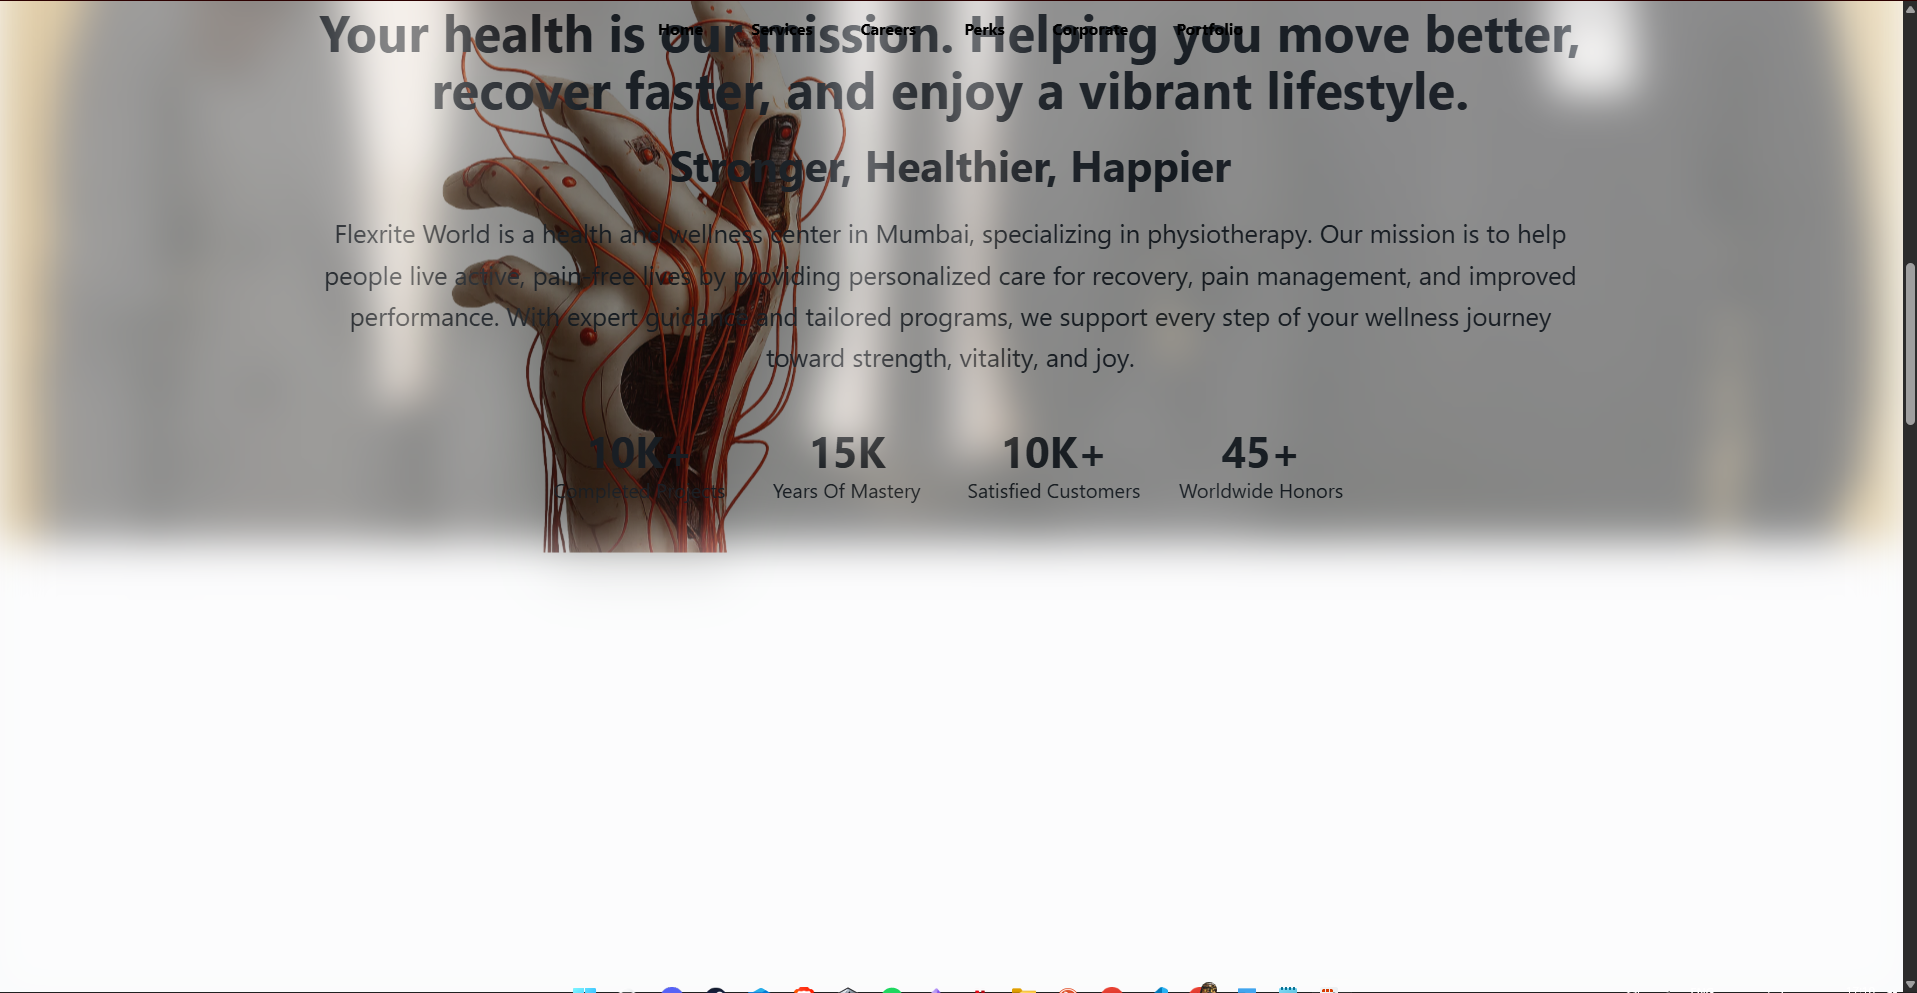 Home Services Careers Perks Corporate Portfolio
Your health is our mission. Helping you move better,
recover faster, and enjoy a vibrant lifestyle.
Stronger, Healthier, Happier
Flexrite World is a health and wellness center in Mumbai, specializing in physiotherapy. Our mission is to help
people live active, pain-free lives by providing personalized care for recovery, pain management, and improved
performance. With expert guidance and tailored programs, we support every step of your wellness journey
toward strength, vitality, and joy.
10K+ 15K 10K+ 45+
Completed Projects Years Of Mastery Satisfied Customers Worldwide Honors